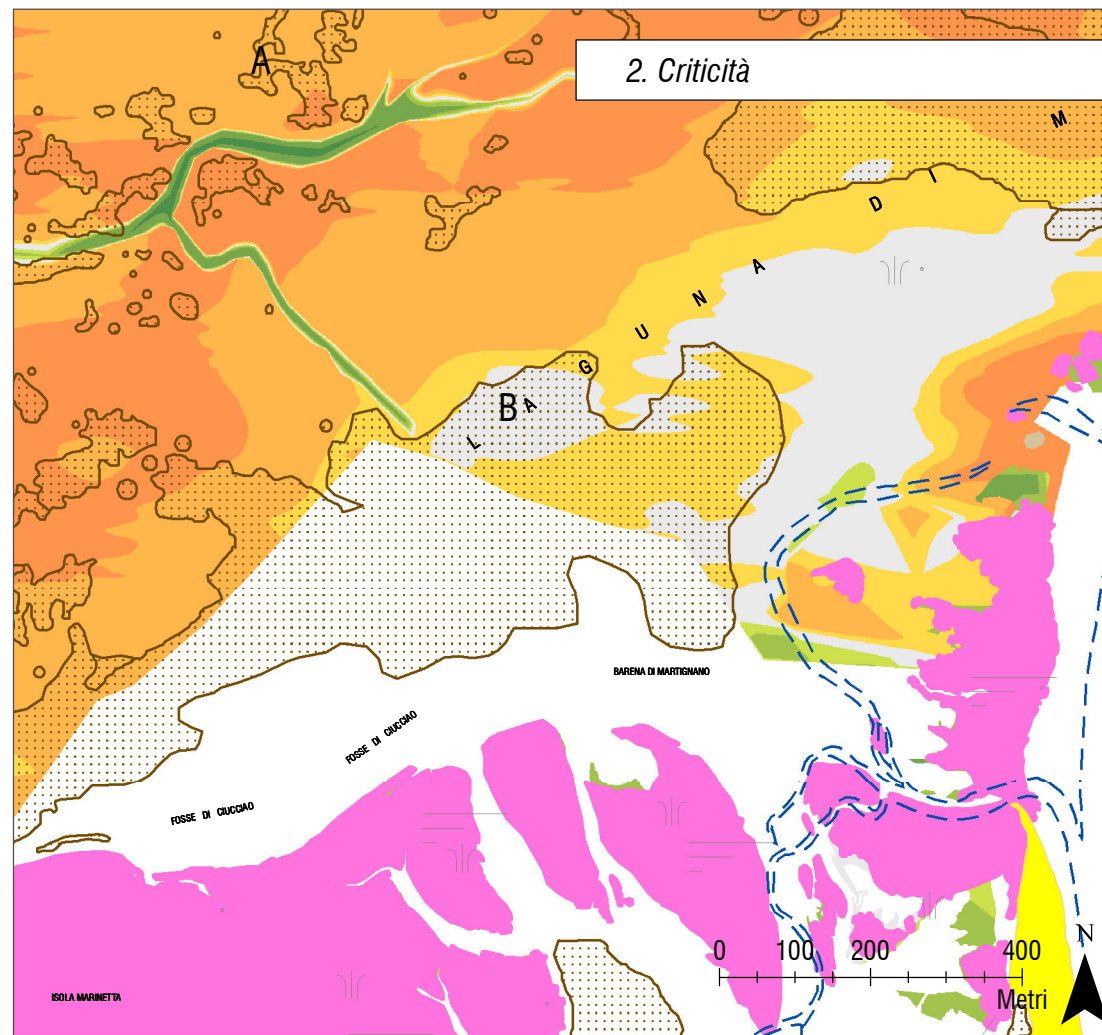 2. Criticità
A
B
L A G U N A D I M
BARENA DI MARTIGNANO
FOSSE DI CIUCCIAO
FOSSE DI CIUCCIAO
ISOLA MARINETTA
N
0 100 200 400
Metri